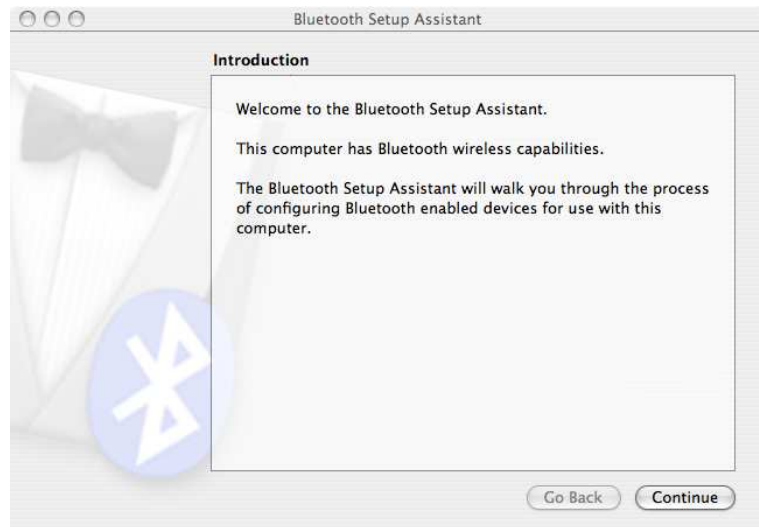 Bluetooth Setup Assistant
Introduction
Welcome to the Bluetooth Setup Assistant.
This computer has Bluetooth wireless capabilities.
The Bluetooth Setup Assistant will walk you through the process
of configuring Bluetooth enabled devices for use with this
computer.
Go Back
Continue